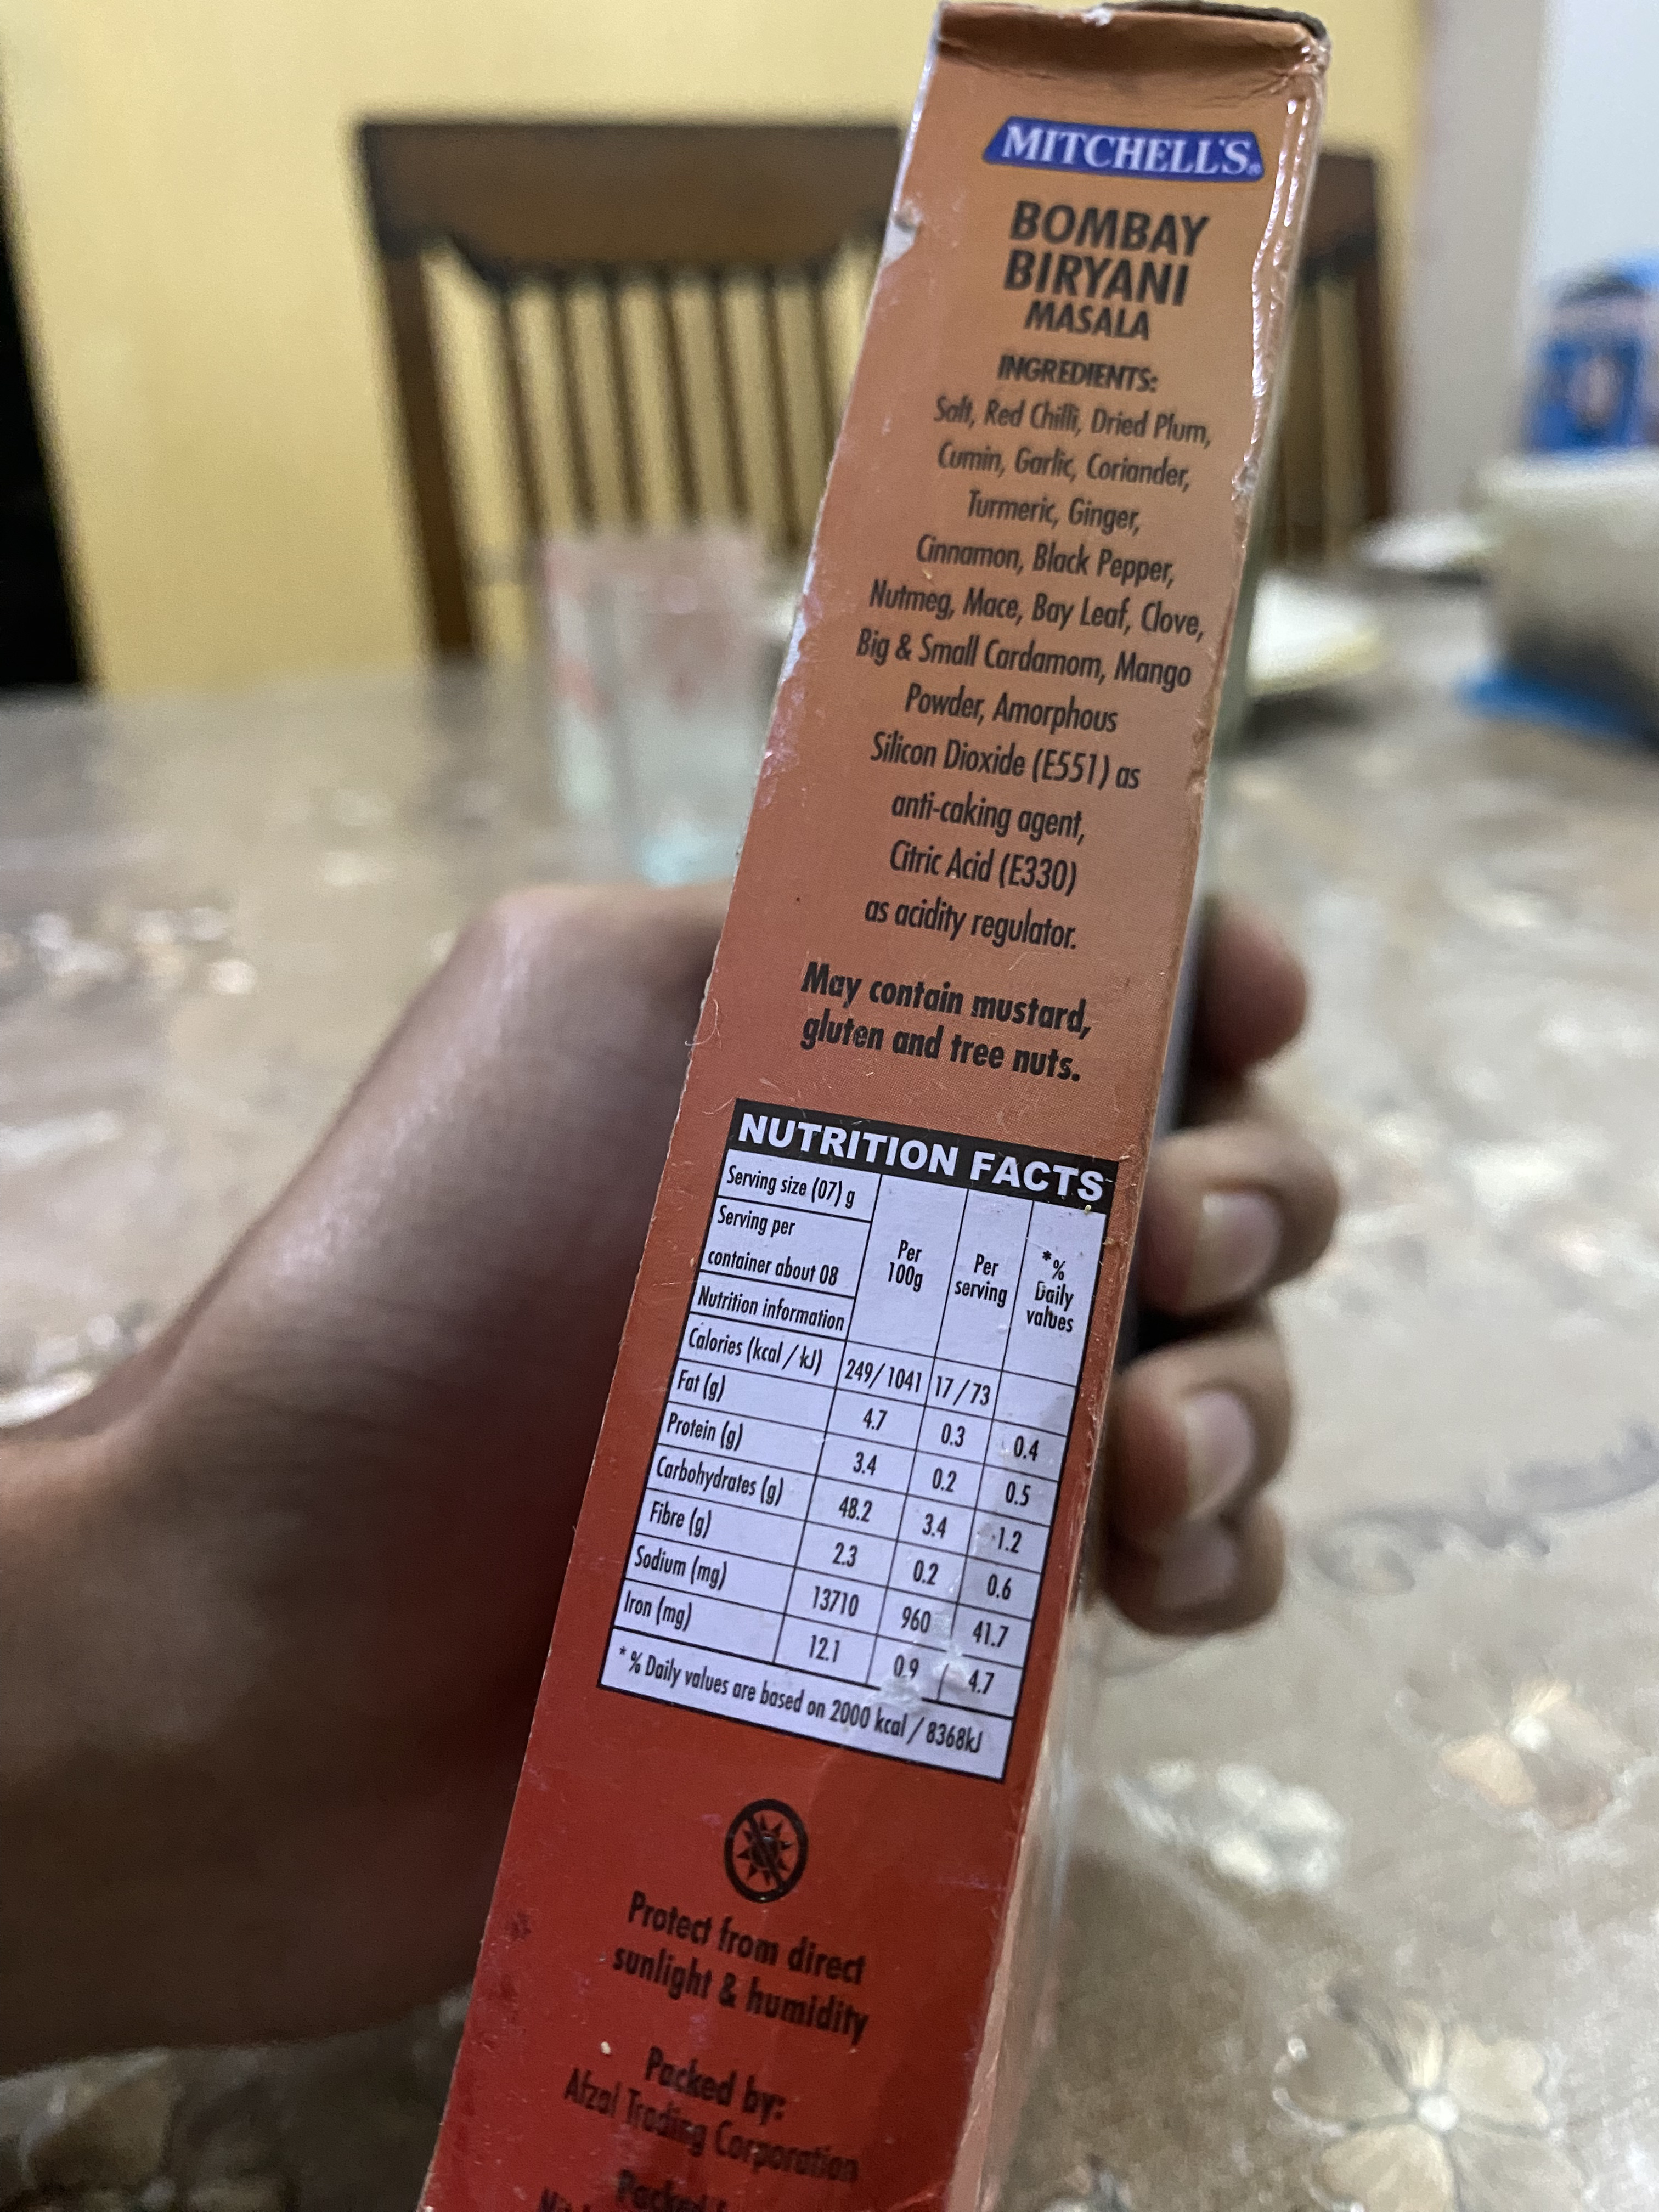 MITCHELL'S®
BOMBAY
BIRYANI
MASALA
INGREDIENTS:
Salt, Red Chilli, Dried Plum,
Cumin, Garlic, Coriander,
Turmeric, Ginger,
Cinnamon, Black Pepper,
Nutmeg, Mace, Bay Leaf, Clove,
Big & Small Cardamom, Mango
Powder, Amorphous
Silicon Dioxide (E551) as
anti-caking agent,
Citric Acid (E330)
as acidity regulator.
May contain mustard,
gluten and tree nuts.
NUTRITION FACTS
Serving size (07) g
Serving per
container about 08
Nutrition information
Per
100g
Per
serving
*%
Daily
values
Calories (kcal / kJ) 249/1041 17/73
Fat (g) 4.7 0.3 0.4
Protein (g) 3.4 0.2 0.5
Carbohydrates (g) 48.2 3.4 1.2
Fibre (g) 2.3 0.2 0.6
Sodium (mg) 13710 960 41.7
Iron (mg) 12.1 0.9 4.7
* % Daily values are based on 2000 kcal / 8368kJ
Protect from direct
sunlight & humidity
Packed by:
Afzal Trading Corporation
Packed